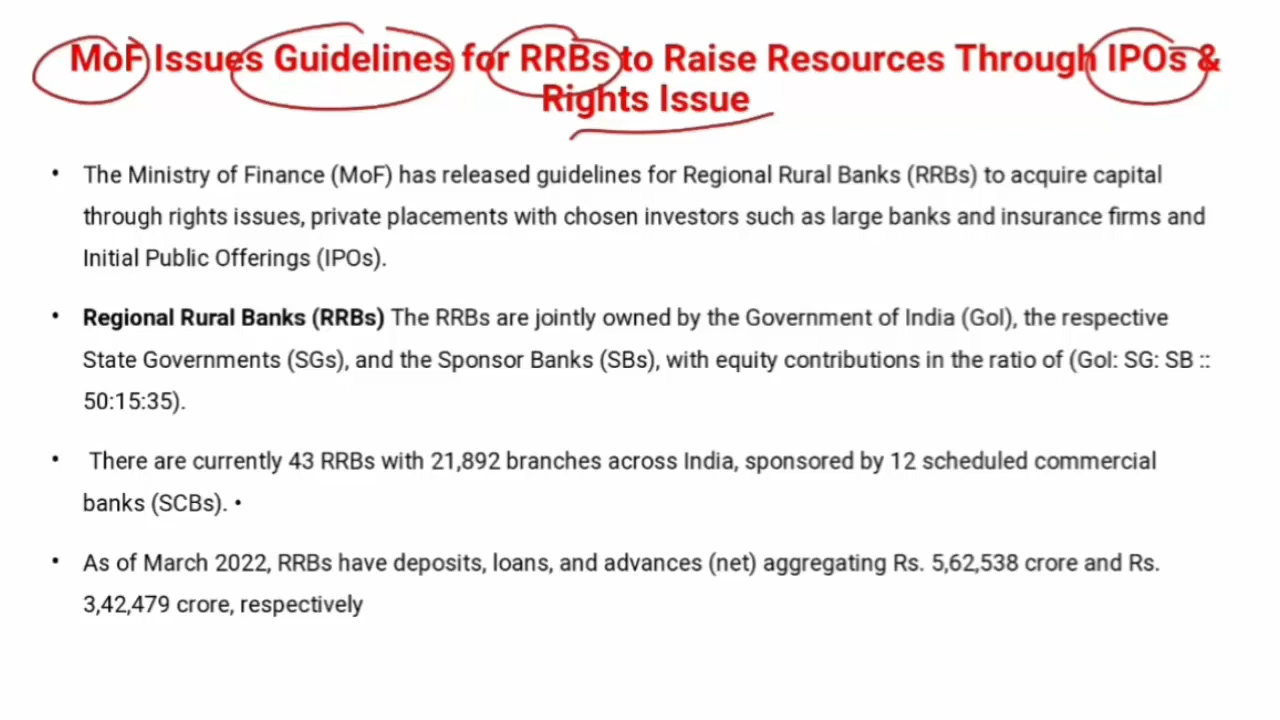 MoF Issues Guidelines for RRBs to Raise Resources Through IPOs &
Rights Issue
• The Ministry of Finance (MoF) has released guidelines for Regional Rural Banks (RRBs) to acquire capital
through rights issues, private placements with chosen investors such as large banks and insurance firms and
Initial Public Offerings (IPOs).
• Regional Rural Banks (RRBs) The RRBs are jointly owned by the Government of India (GoI), the respective
State Governments (SGs), and the Sponsor Banks (SBs), with equity contributions in the ratio of (GoI: SG: SB ::
50:15:35).
• There are currently 43 RRBs with 21,892 branches across India, sponsored by 12 scheduled commercial
banks (SCBs). •
• As of March 2022, RRBs have deposits, loans, and advances (net) aggregating Rs. 5,62,538 crore and Rs.
3,42,479 crore, respectively